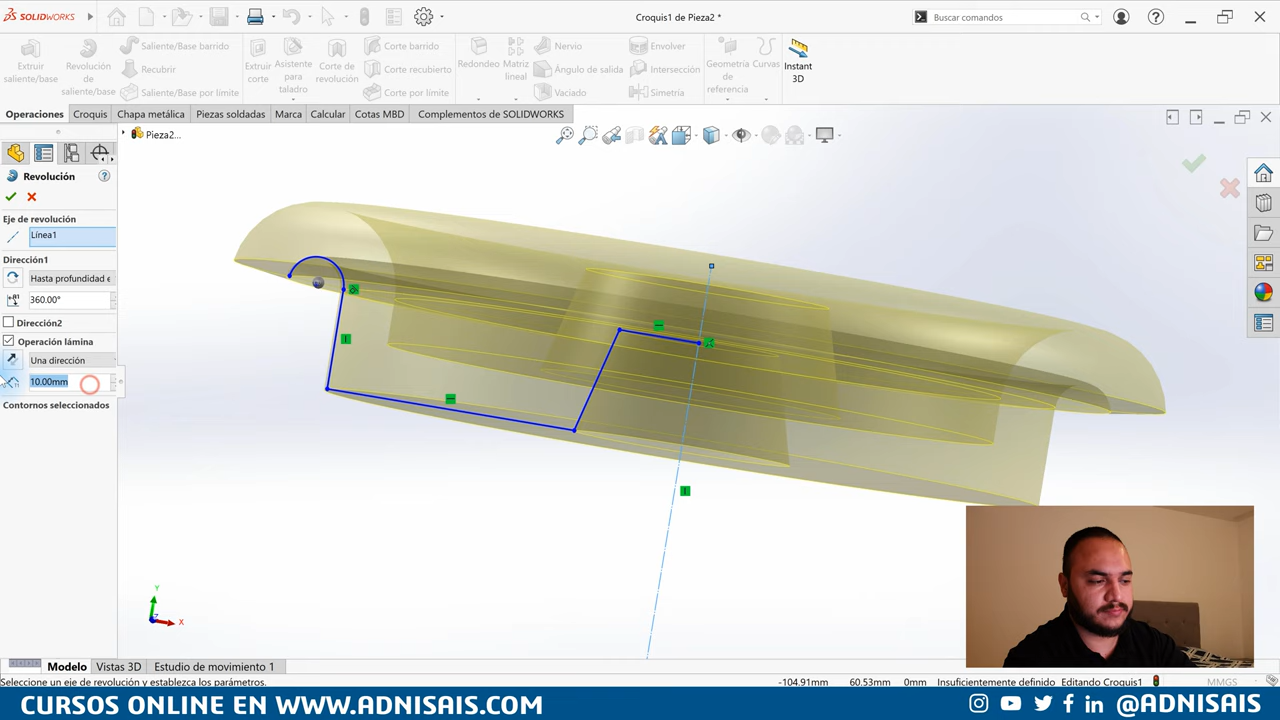 SOLIDWORKS
Croquis1 de Pieza2 *
Buscar comandos
Extruir saliente/base
Revolución de saliente/base
Saliente/Base barrido
Recubrir
Saliente/Base por límite
Extruir corte
Asistente para taladro
Corte de revolución
Corte barrido
Corte recubierto
Corte por límite
Redondeo
Matriz lineal
Nervio
Ángulo de salida
Vaciado
Envolver
Intersección
Simetría
Geometría de referencia
Curvas
Instant 3D
Operaciones
Croquis
Chapa metálica
Piezas soldadas
Marca
Calcular
Cotas MBD
Complementos de SOLIDWORKS
Pieza2...
Revolución
Eje de revolución
Línea1
Dirección1
Hasta profundidad e
360.00°
Dirección2
Operación lámina
Una dirección
10.00mm
Contornos seleccionados
Y
Z
X
Modelo
Vistas 3D
Estudio de movimiento 1
Seleccione un eje de revolución y establezca los parámetros.
-104.91mm
60.53mm
0mm
Insuficientemente definido
Editando Croquis1
MMGS
CURSOS ONLINE EN WWW.ADNISAIS.COM
@ADNISAIS